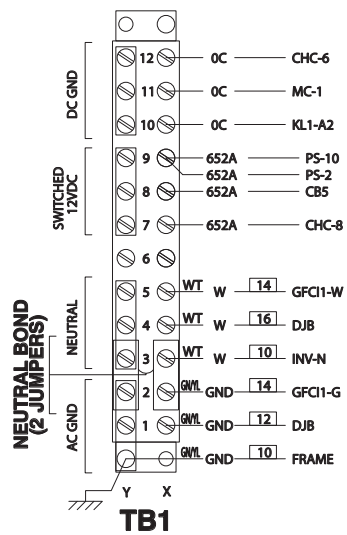 DC GND
12 0C CHC-6
11 0C MC-1
10 0C KL1-A2
SWITCHED
12VDC
9 652A PS-10
652A PS-2
8 652A CB5
7 652A CHC-8
6
NEUTRAL BOND
(2 JUMPERS)
NEUTRAL
5 WT W 14 GFCI1-W
4 WT W 16 DJB
3 WT W 10 INV-N
AC GND
2 GN/YL GND 14 GFCI1-G
1 GN/YL GND 12 DJB
GN/YL GND 10 FRAME
Y X
TB1